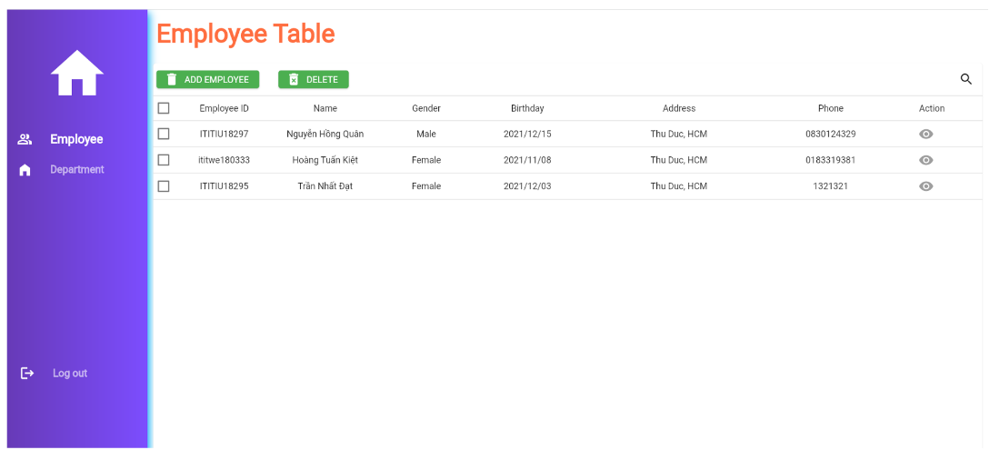 Employee Table
ADD EMPLOYEE DELETE
Employee ID Name Gender Birthday Address Phone Action
Employee
ITITIU18297 Nguyễn Hồng Quân Male 2021/12/15 Thu Duc, HCM 0830124329
Department
ititwe180333 Hoàng Tuấn Kiệt Female 2021/11/08 Thu Duc, HCM 0183319381
ITITIU18295 Trần Nhất Đạt Female 2021/12/03 Thu Duc, HCM 1321321
Log out